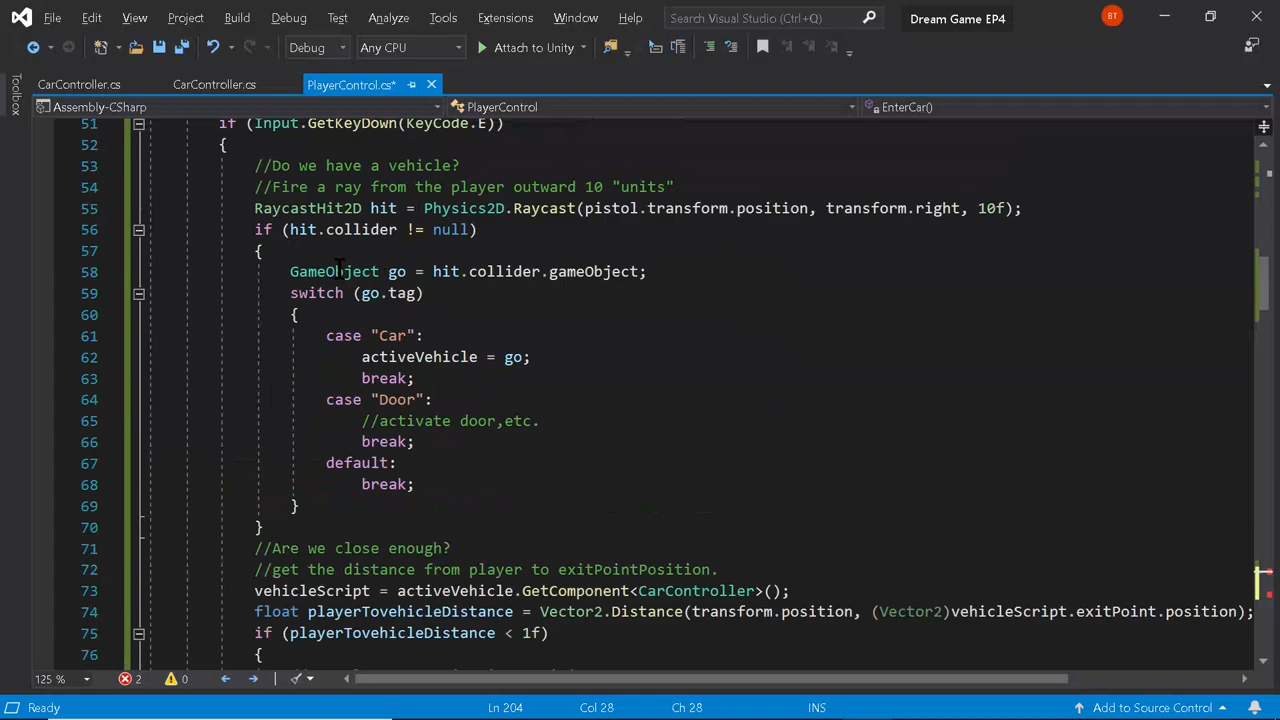 File Edit View Project Build Debug Test Analyze Tools Extensions Window Help Search Visual Studio (Ctrl+Q) Dream Game EP4 BT
Debug Any CPU Attach to Unity
Toolbox
CarController.cs CarController.cs PlayerControl.cs*
Assembly-CSharp PlayerControl EnterCar()
51 if (Input.GetKeyDown(KeyCode.E))
52 {
53 //Do we have a vehicle?
54 //Fire a ray from the player outward 10 "units"
55 RaycastHit2D hit = Physics2D.Raycast(pistol.transform.position, transform.right, 10f);
56 if (hit.collider != null)
57 {
58 GameObject go = hit.collider.gameObject;
59 switch (go.tag)
60 {
61 case "Car":
62 activeVehicle = go;
63 break;
64 case "Door":
65 //activate door,etc.
66 break;
67 default:
68 break;
69 }
70 }
71 //Are we close enough?
72 //get the distance from player to exitPointPosition.
73 vehicleScript = activeVehicle.GetComponent<CarController>();
74 float playerTovehicleDistance = Vector2.Distance(transform.position, (Vector2)vehicleScript.exitPoint.position);
75 if (playerTovehicleDistance < 1f)
76 {
125 % 2 0
Ready Ln 204 Col 28 Ch 28 INS Add to Source Control